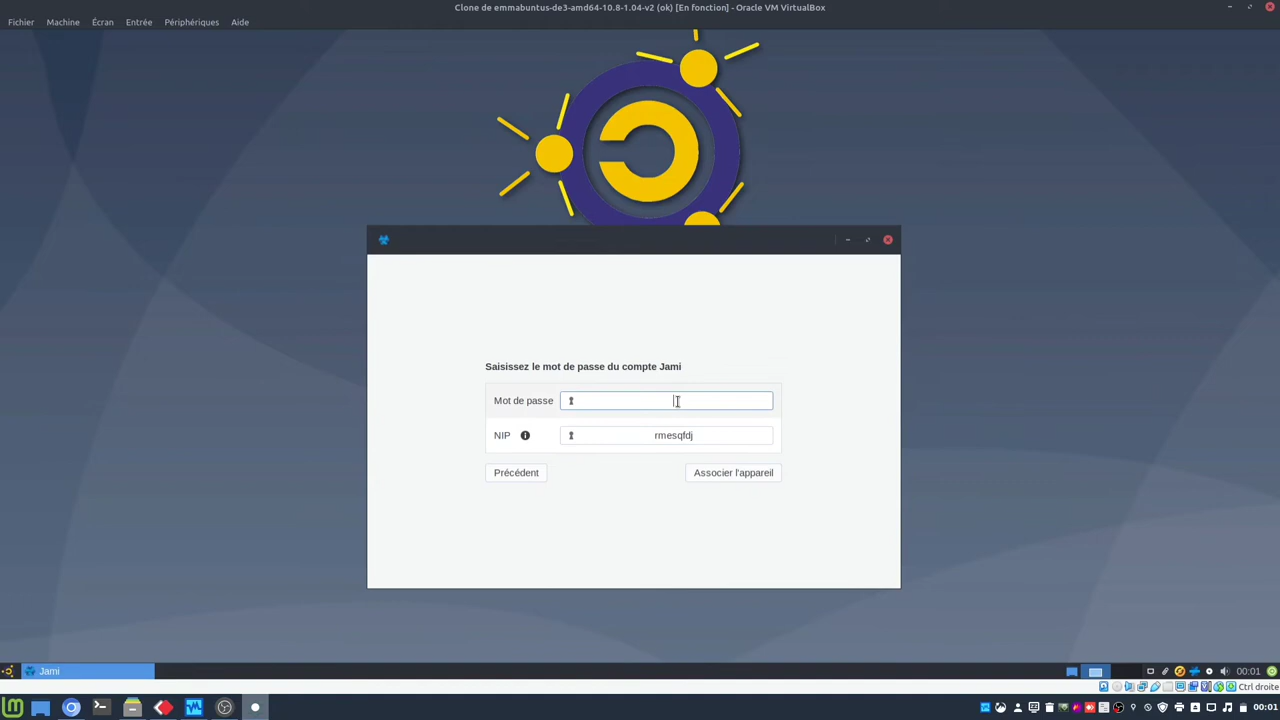 Clone de emmabuntus-de3-amd64-10.8-1.04-v2 (ok) [En fonction] - Oracle VM VirtualBox
Fichier Machine Écran Entrée Périphériques Aide
Saisissez le mot de passe du compte Jami
Mot de passe
NIP rmesqfdj
Précédent Associer l'appareil
Jami 00:01
Ctrl droite
00:01